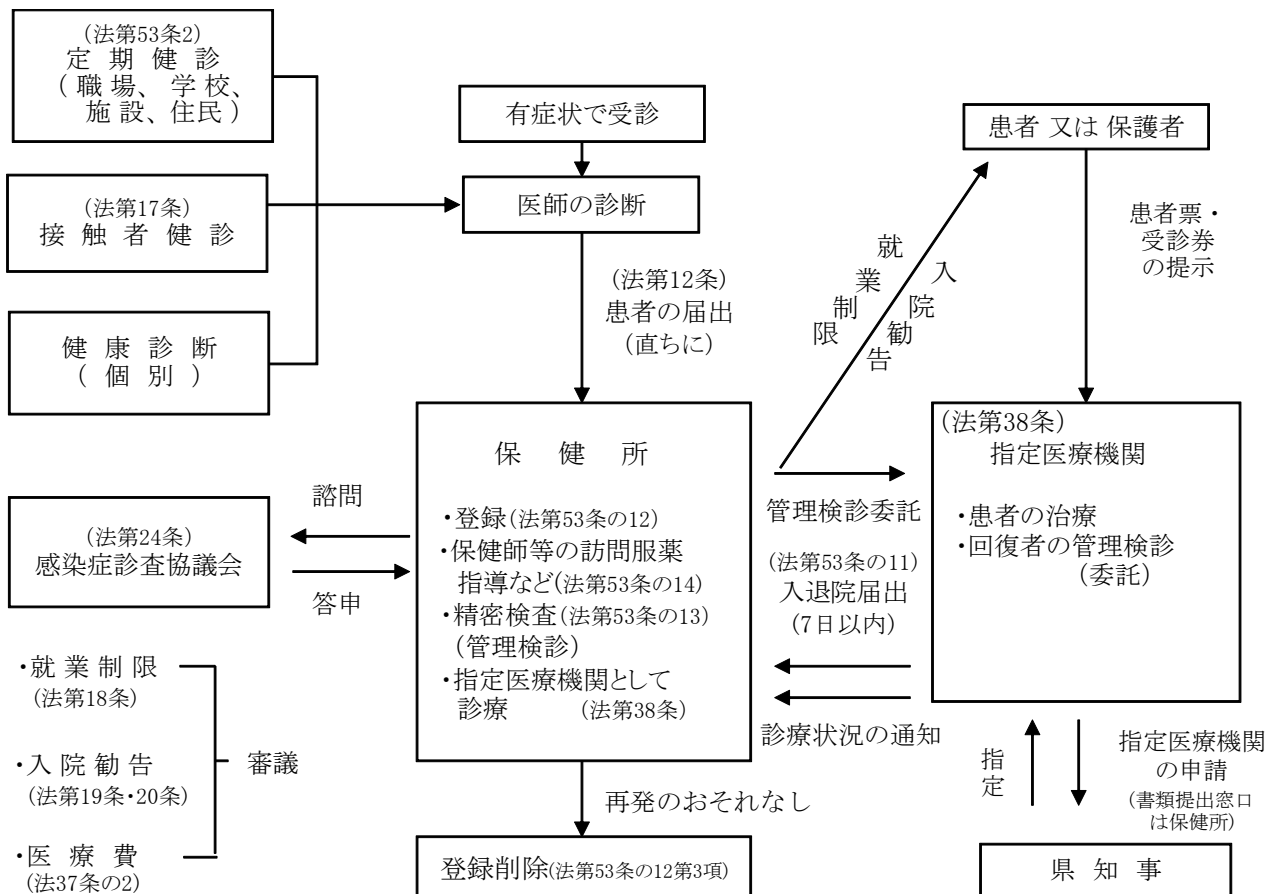 (法第53条2)
定期健診
(職場、学校、
施設、住民)
(法第17条)
接触者健診
健康診断
(個別)
有症状で受診
医師の診断
(法第12条)
患者の届出
(直ちに)
患者 又は 保護者
患者票・
受診券
の提示
就業制限
入院勧告
保健所
・登録(法第53条の12)
・保健師等の訪問服薬
指導など(法第53条の14)
・精密検査(法第53条の13)
(管理検診)
・指定医療機関として
診療 (法第38条)
諮問
答申
(法第24条)
感染症診査協議会
・就業制限
(法第18条)
・入院勧告
(法第19条・20条)
・医療費
(法37条の2)
審議
管理検診委託
(法第53条の11)
入退院届出
(7日以内)
診療状況の通知
(法第38条)
指定医療機関
・患者の治療
・回復者の管理検診
(委託)
再発のおそれなし
登録削除(法第53条の12第3項)
指定
指定医療機関
の申請
(書類提出窓口
は保健所)
県知事